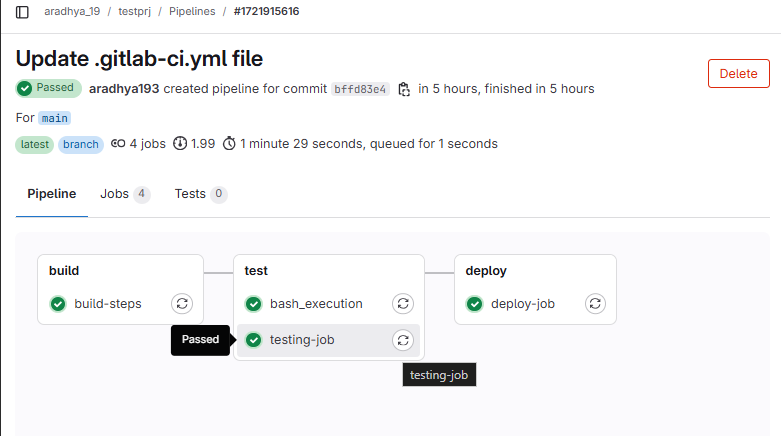 aradhya_19 / testprj / Pipelines / #1721915616
Update .gitlab-ci.yml file
Passed aradhya193 created pipeline for commit bffd83e4 in 5 hours, finished in 5 hours
Delete
For main
latest branch 4 jobs 1.99 1 minute 29 seconds, queued for 1 seconds
Pipeline Jobs 4 Tests 0
build test deploy
build-steps bash_execution deploy-job
Passed testing-job
testing-job